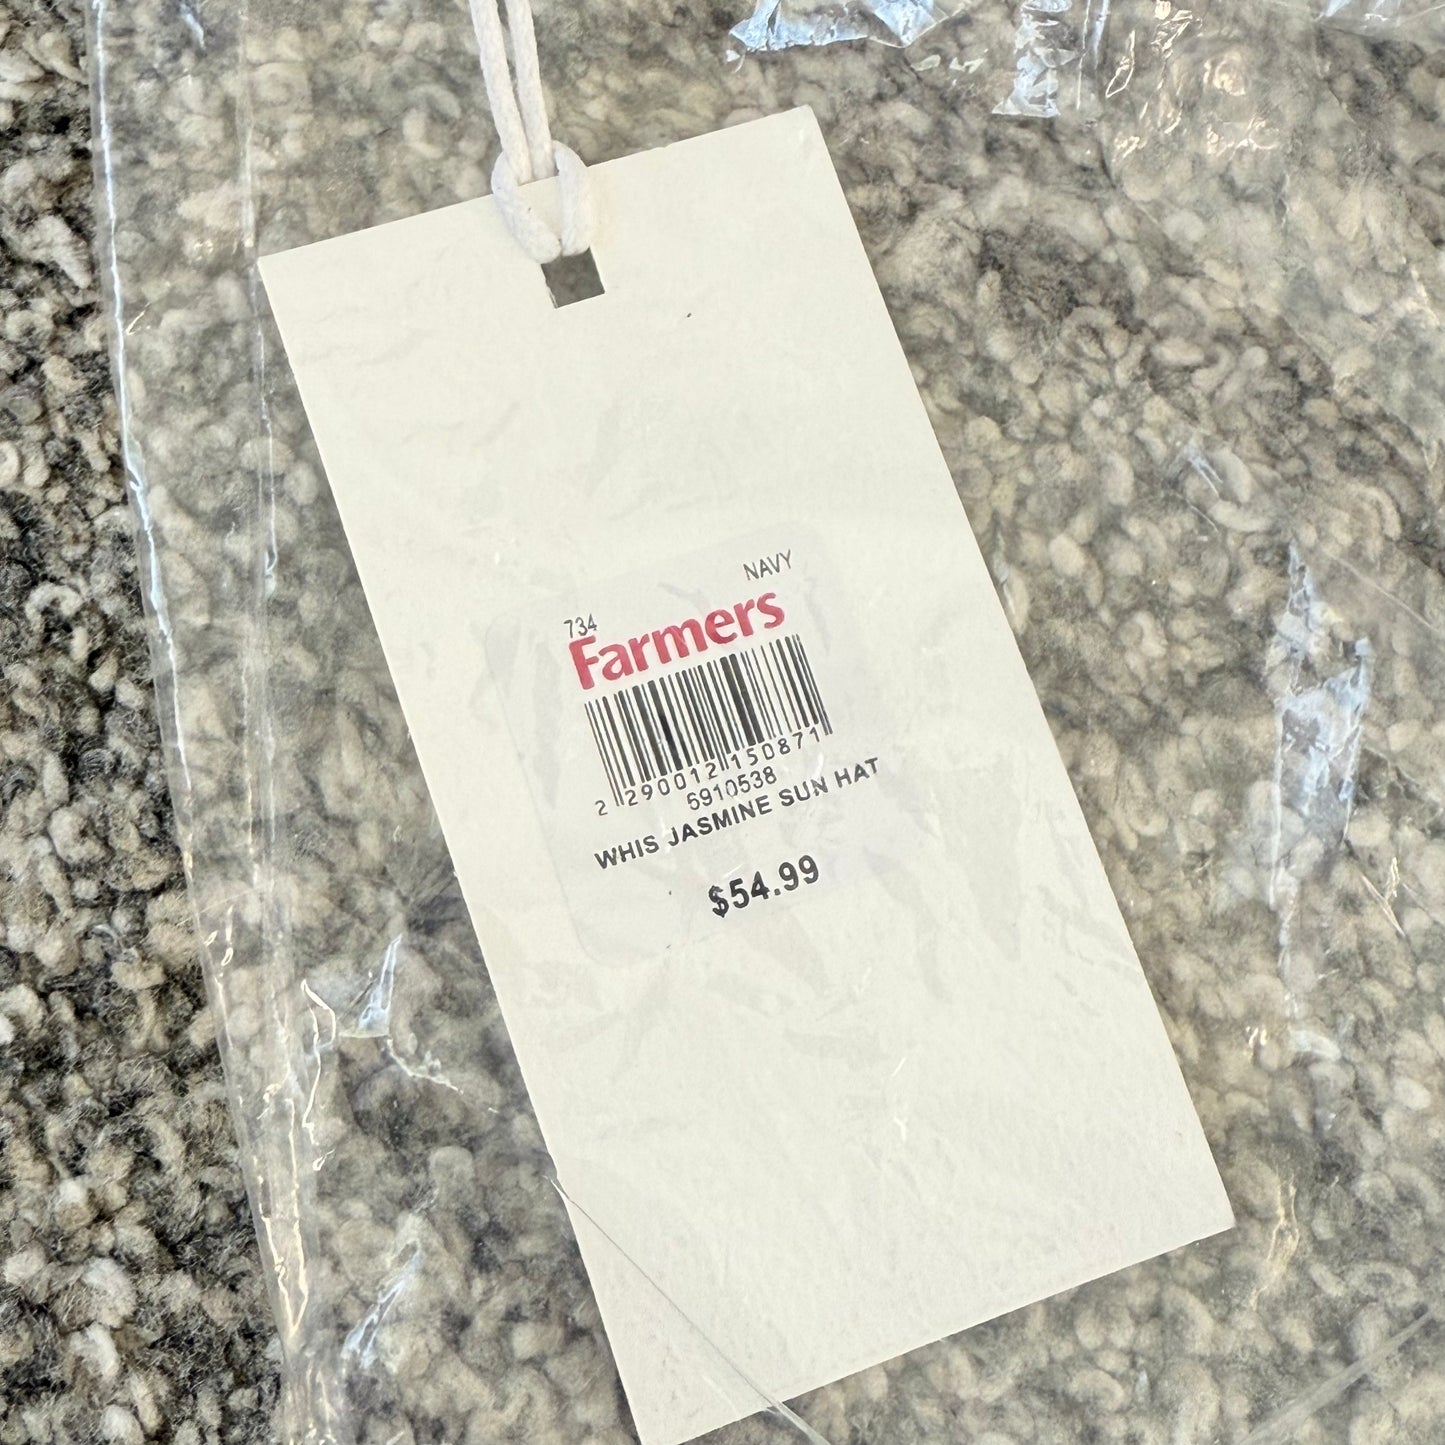 NAVY
734
Farmers
2 290012 150871
6910538
WHIS JASMINE SUN HAT
$54.99